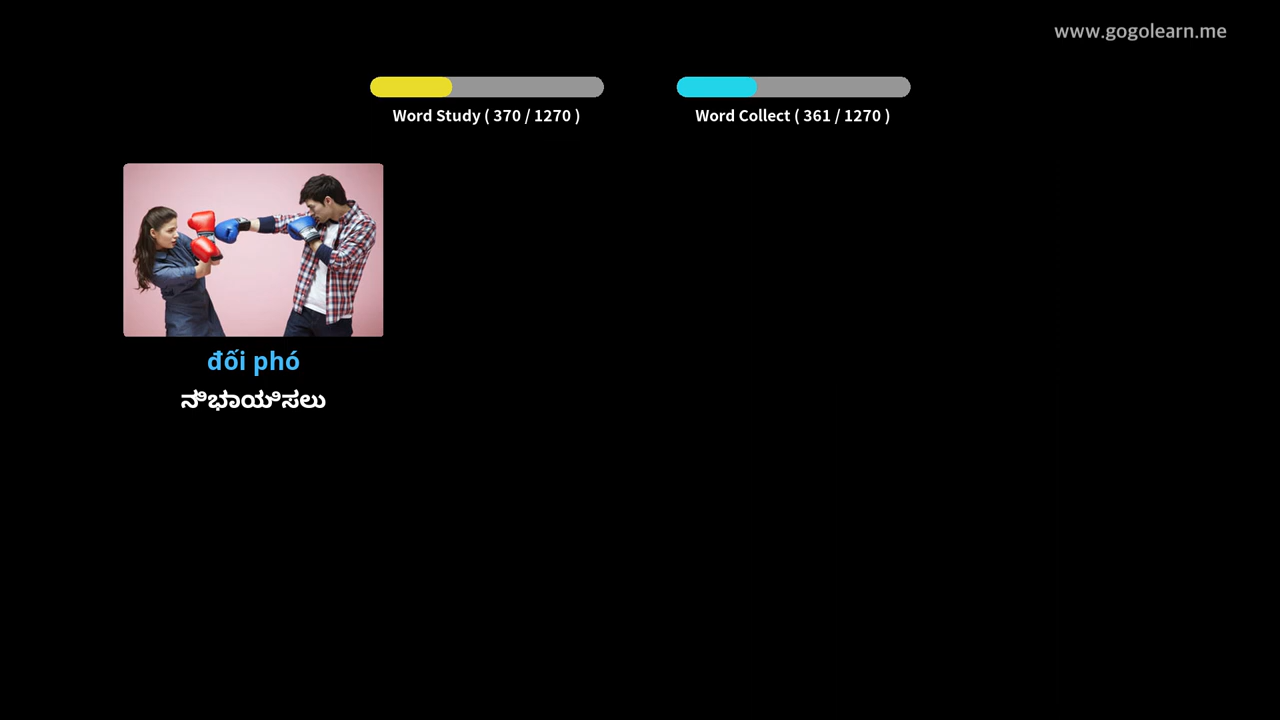 www.gogolearn.me
Word Study ( 370 / 1270 )
Word Collect ( 361 / 1270 )
đối phó
ನಿಭಾಯಿಸಲು